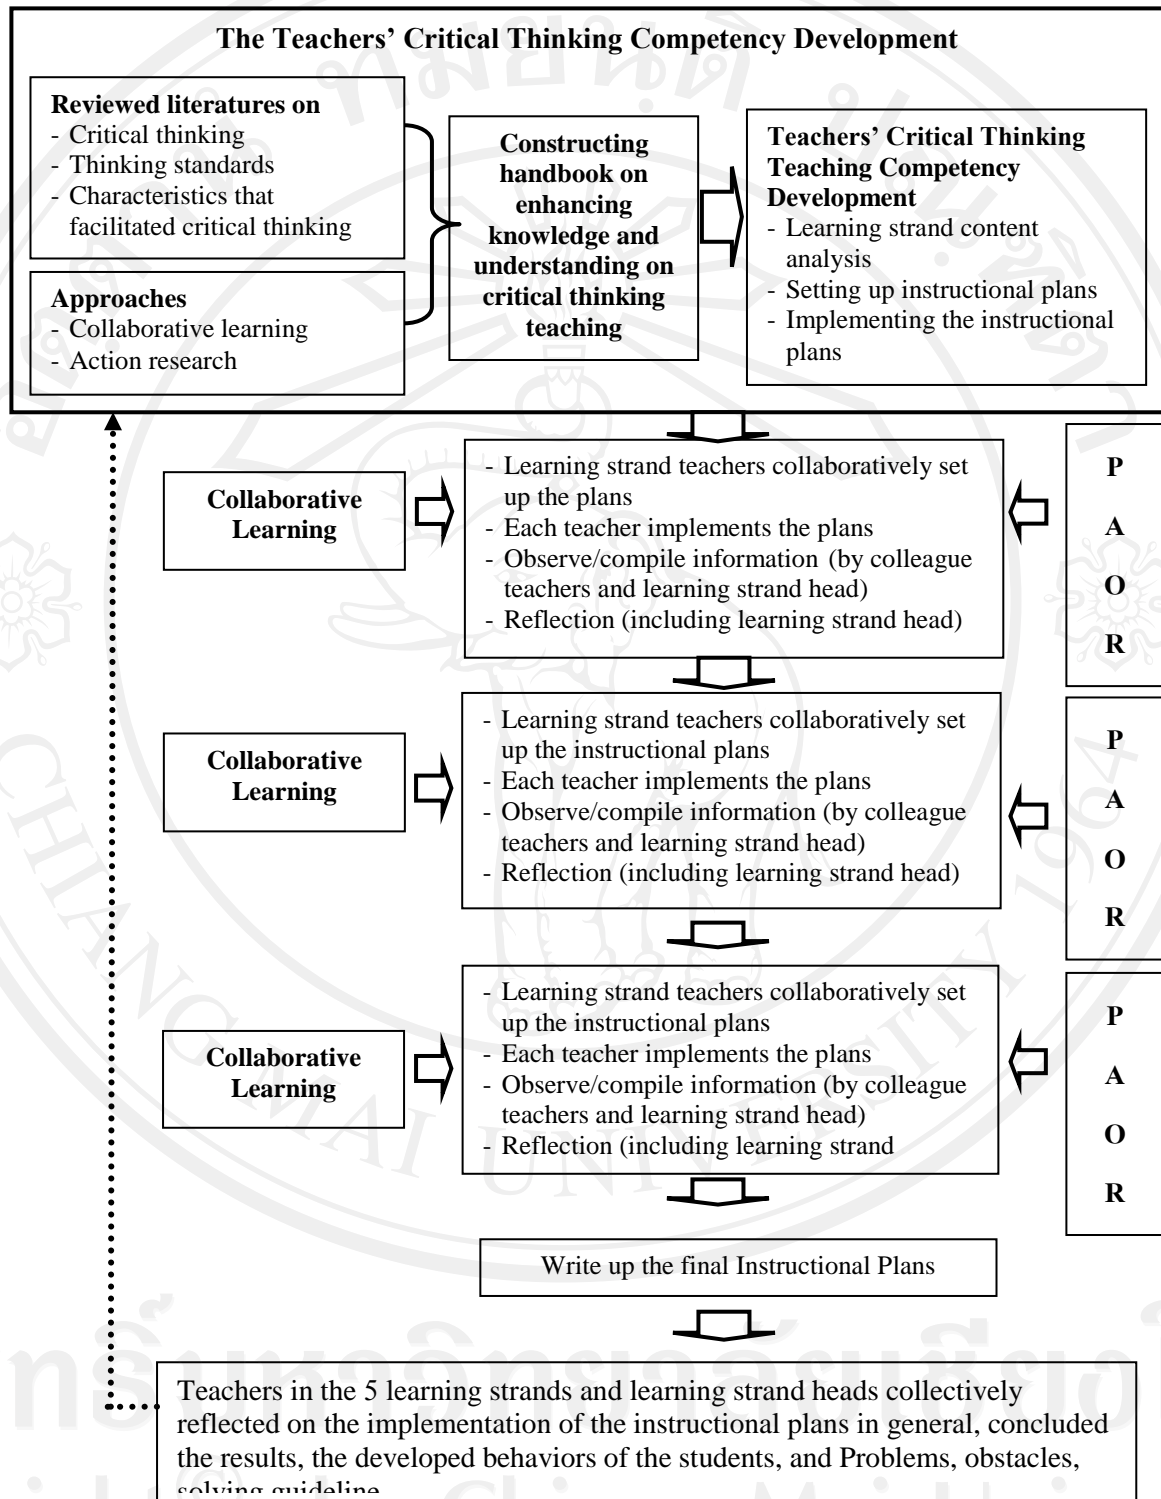 The Teachers' Critical Thinking Competency Development
Reviewed literatures on
- Critical thinking
- Thinking standards
- Characteristics that
facilitated critical thinking
Approaches
- Collaborative learning
- Action research
Constructing
handbook on
enhancing
knowledge and
understanding on
critical thinking
teaching
Teachers' Critical Thinking
Teaching Competency
Development
- Learning strand content
analysis
- Setting up instructional plans
- Implementing the instructional
plans
Collaborative
Learning
- Learning strand teachers collaboratively set
up the plans
- Each teacher implements the plans
- Observe/compile information (by colleague
teachers and learning strand head)
- Reflection (including learning strand head)
P
A
O
R
Collaborative
Learning
- Learning strand teachers collaboratively set
up the instructional plans
- Each teacher implements the plans
- Observe/compile information (by colleague
teachers and learning strand head)
- Reflection (including learning strand head)
P
A
O
R
Collaborative
Learning
- Learning strand teachers collaboratively set
up the instructional plans
- Each teacher implements the plans
- Observe/compile information (by colleague
teachers and learning strand head)
- Reflection (including learning strand
P
A
O
R
Write up the final Instructional Plans
Teachers in the 5 learning strands and learning strand heads collectively
reflected on the implementation of the instructional plans in general, concluded
the results, the developed behaviors of the students, and Problems, obstacles,
solving guideline
CHIANG MAI UNIVERSITY 1964